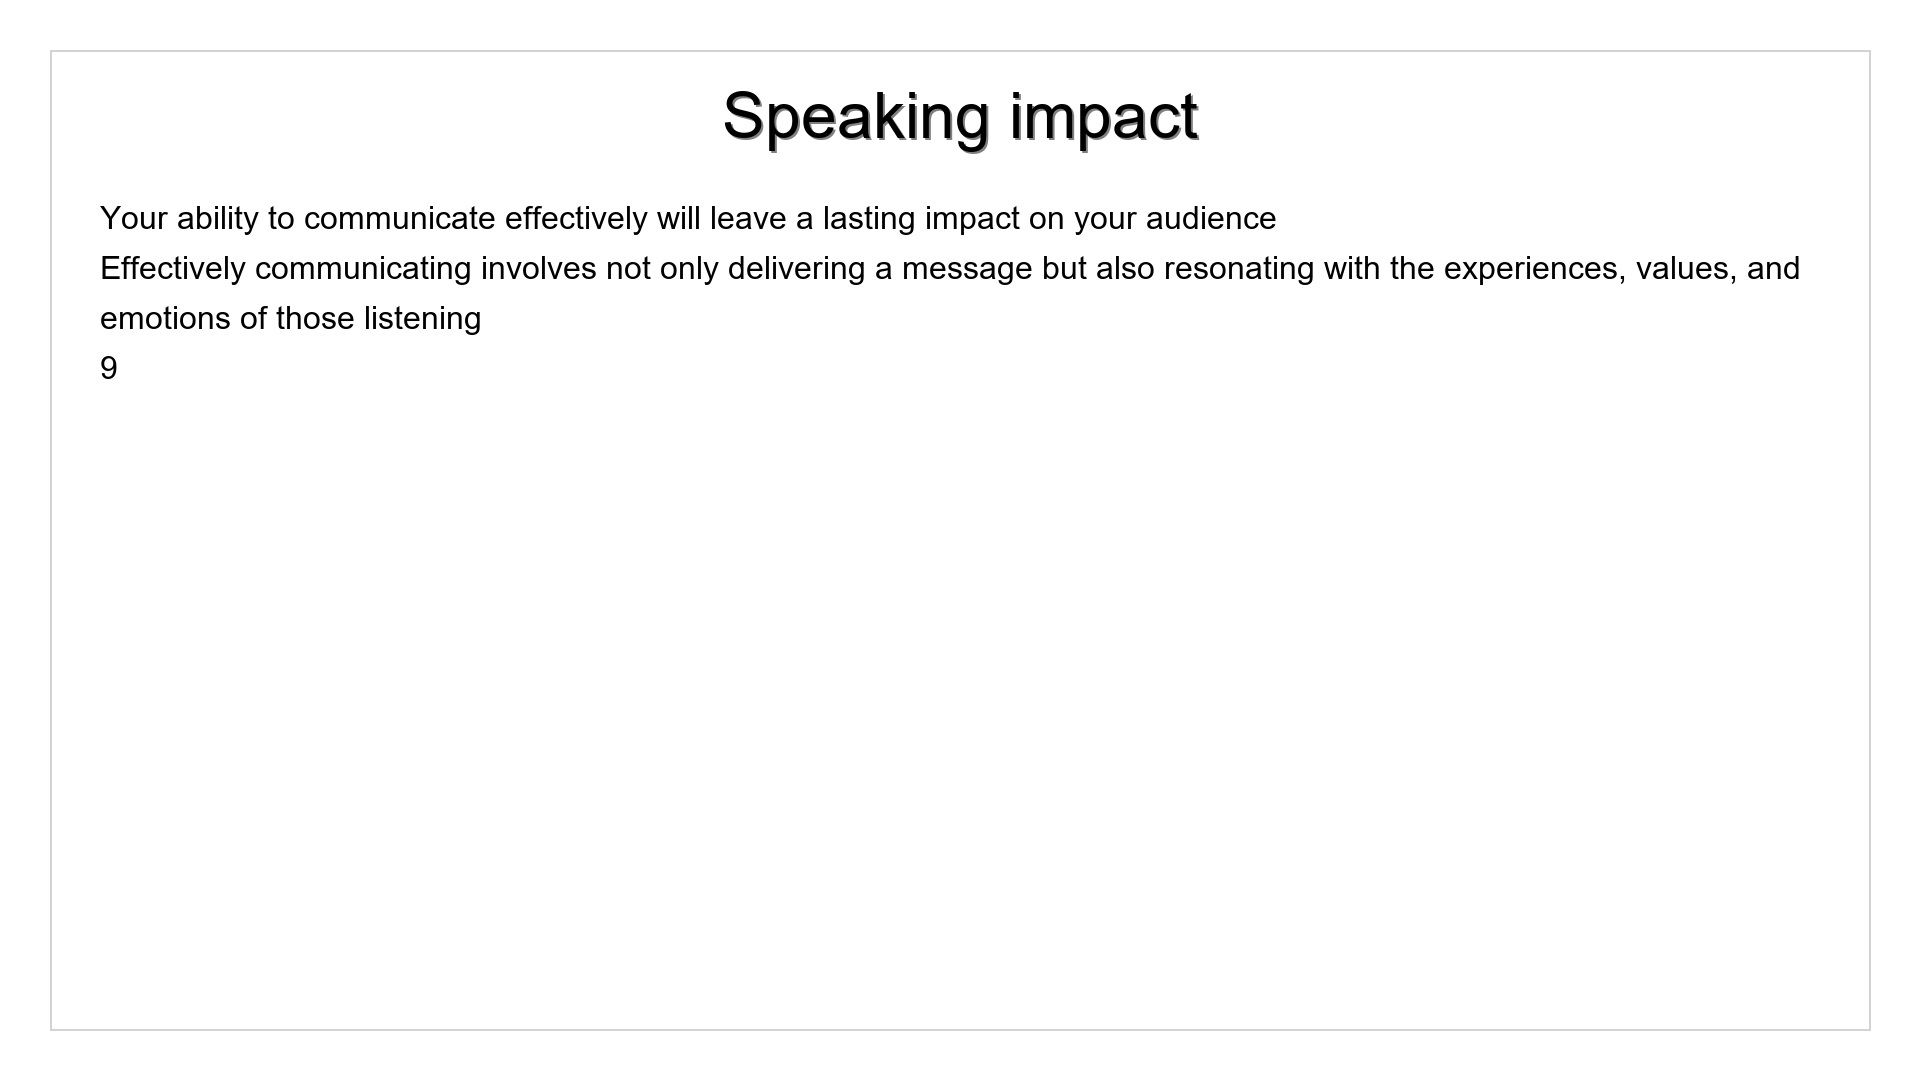 Speaking impact
Your ability to communicate effectively will leave a lasting impact on your audience
Effectively communicating involves not only delivering a message but also resonating with the experiences, values, and
emotions of those listening
9